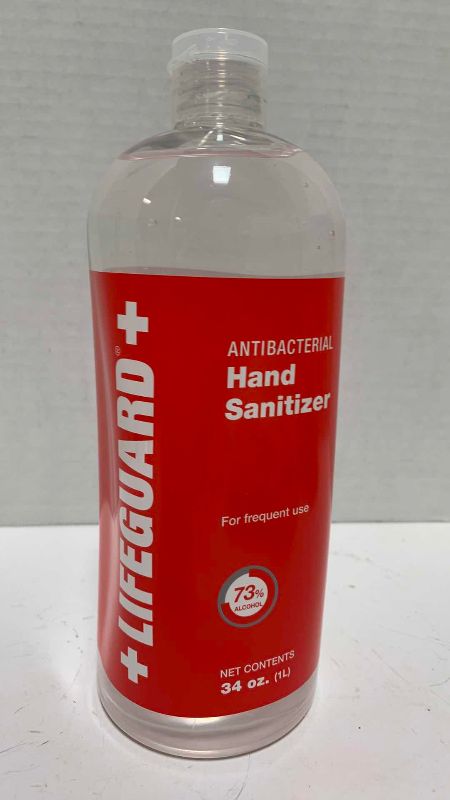 +LIFEGUARD®+
ANTIBACTERIAL
Hand
Sanitizer
For frequent use
73%
ALCOHOL
NET CONTENTS
34 oz. (1L)